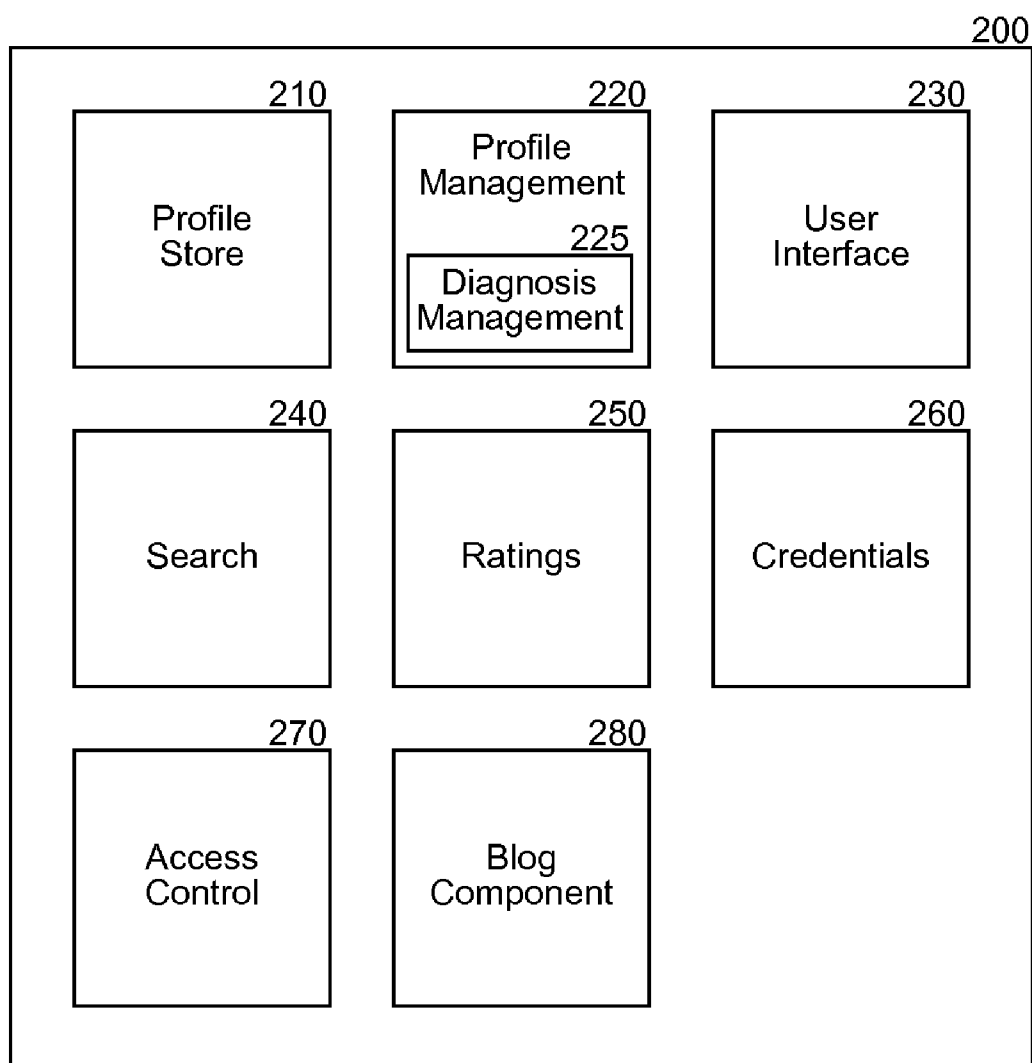 200
210
220
230
Profile
Store
Profile
Management
225
Diagnosis
Management
User
Interface
240
250
260
Search
Ratings
Credentials
270
280
Access
Control
Blog
Component